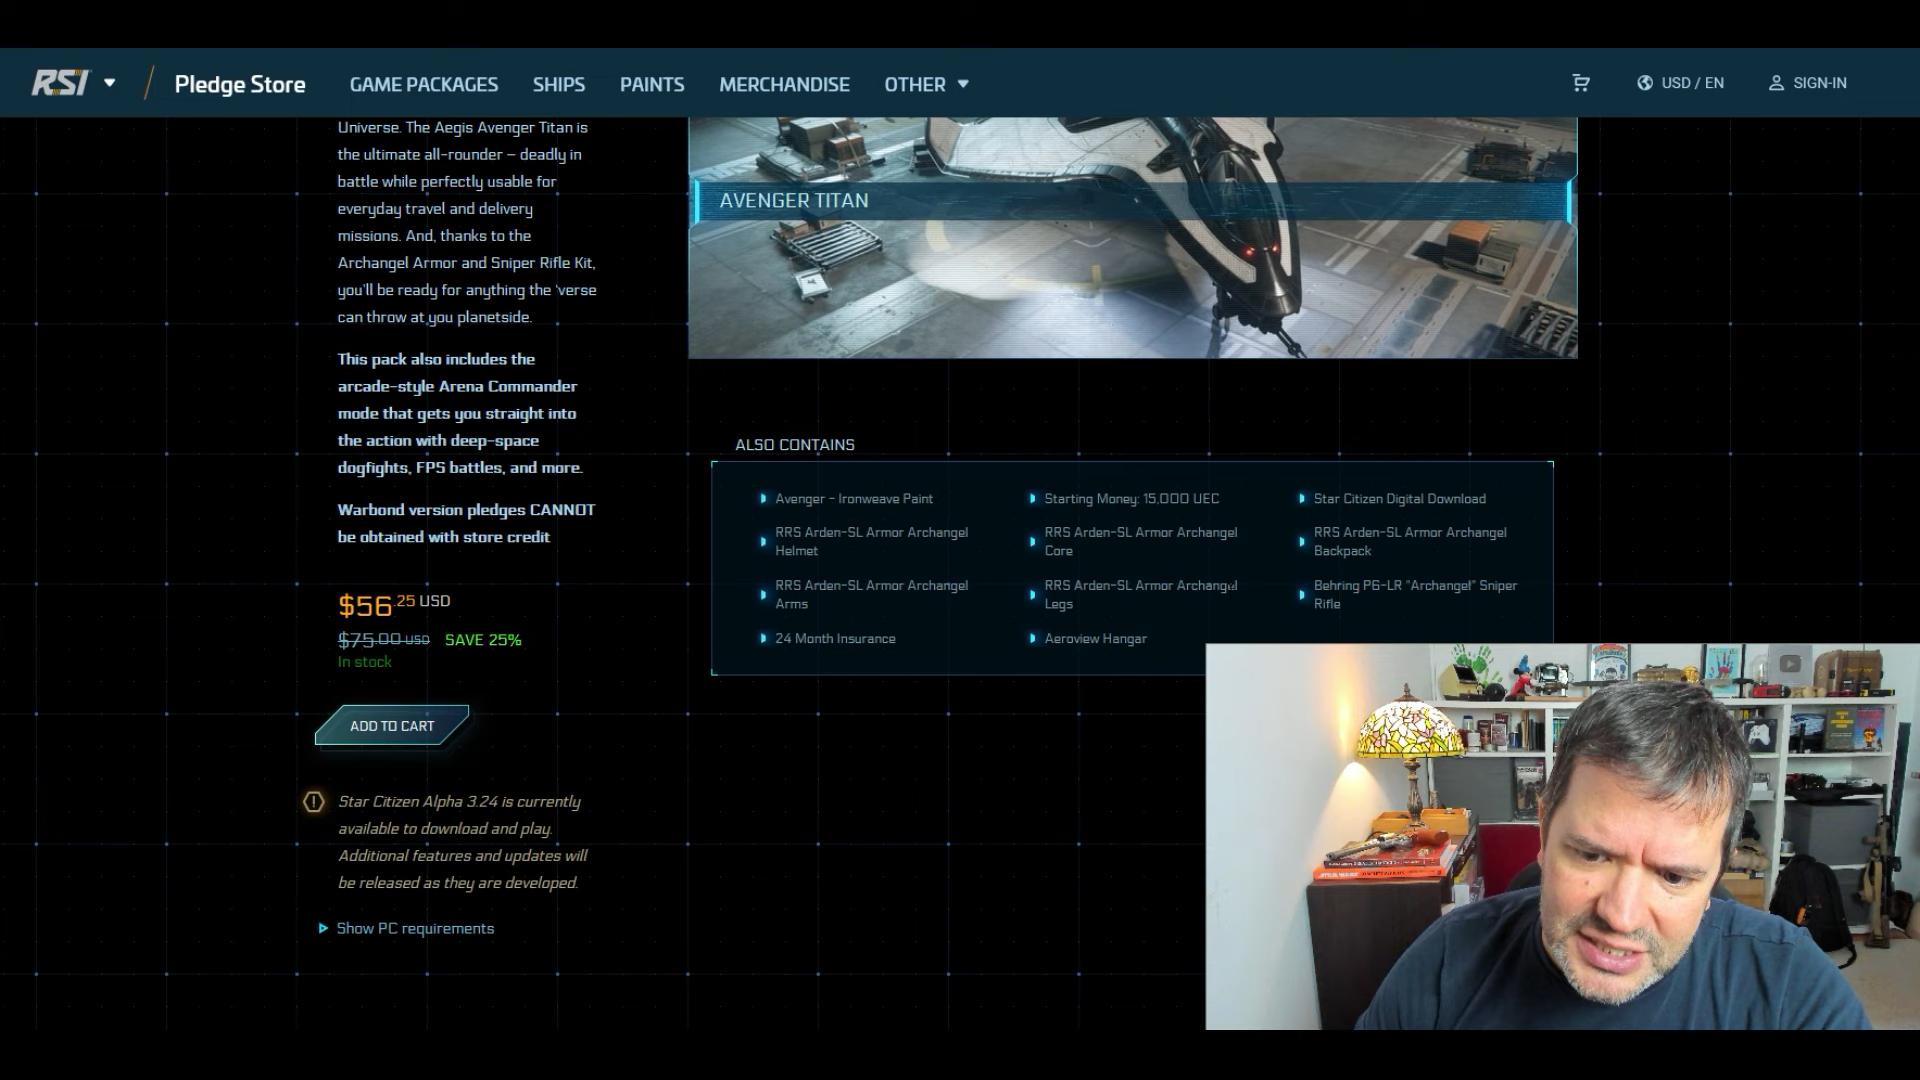 RSI
Pledge Store
GAME PACKAGES
SHIPS
PAINTS
MERCHANDISE
OTHER
USD / EN
SIGN-IN
Universe. The Aegis Avenger Titan is
the ultimate all-rounder – deadly in
battle while perfectly usable for
everyday travel and delivery
missions. And, thanks to the
Archangel Armor and Sniper Rifle Kit,
you'll be ready for anything the 'verse
can throw at you planetside.
This pack also includes the
arcade-style Arena Commander
mode that gets you straight into
the action with deep-space
dogfights, FPS battles, and more.
Warbond version pledges CANNOT
be obtained with store credit
$56.25 USD
$75.00 USD SAVE 25%
In stock
ADD TO CART
Star Citizen Alpha 3.24 is currently
available to download and play.
Additional features and updates will
be released as they are developed.
Show PC requirements
AVENGER TITAN
ALSO CONTAINS
Avenger - Ironweave Paint
Starting Money: 15,000 UEC
Star Citizen Digital Download
RRS Arden-SL Armor Archangel
Helmet
RRS Arden-SL Armor Archangel
Core
RRS Arden-SL Armor Archangel
Backpack
RRS Arden-SL Armor Archangel
Arms
RRS Arden-SL Armor Archangel
Legs
Behring P6-LR "Archangel" Sniper
Rifle
24 Month Insurance
Aeroview Hangar